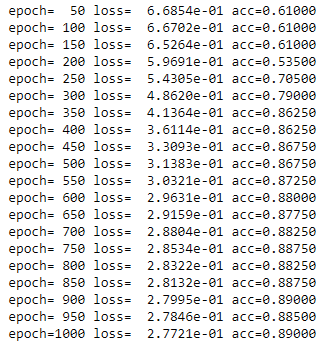 epoch=  50 loss=  6.6854e-01 acc=0.61000
epoch= 100 loss=  6.6702e-01 acc=0.61000
epoch= 150 loss=  6.5264e-01 acc=0.61000
epoch= 200 loss=  5.9691e-01 acc=0.53500
epoch= 250 loss=  5.4305e-01 acc=0.70500
epoch= 300 loss=  4.8620e-01 acc=0.79000
epoch= 350 loss=  4.1364e-01 acc=0.86250
epoch= 400 loss=  3.6114e-01 acc=0.86250
epoch= 450 loss=  3.3093e-01 acc=0.86750
epoch= 500 loss=  3.1383e-01 acc=0.86750
epoch= 550 loss=  3.0321e-01 acc=0.87250
epoch= 600 loss=  2.9631e-01 acc=0.88000
epoch= 650 loss=  2.9159e-01 acc=0.87750
epoch= 700 loss=  2.8804e-01 acc=0.88250
epoch= 750 loss=  2.8534e-01 acc=0.88750
epoch= 800 loss=  2.8322e-01 acc=0.88250
epoch= 850 loss=  2.8132e-01 acc=0.88750
epoch= 900 loss=  2.7995e-01 acc=0.89000
epoch= 950 loss=  2.7846e-01 acc=0.88500
epoch=1000 loss=  2.7721e-01 acc=0.89000